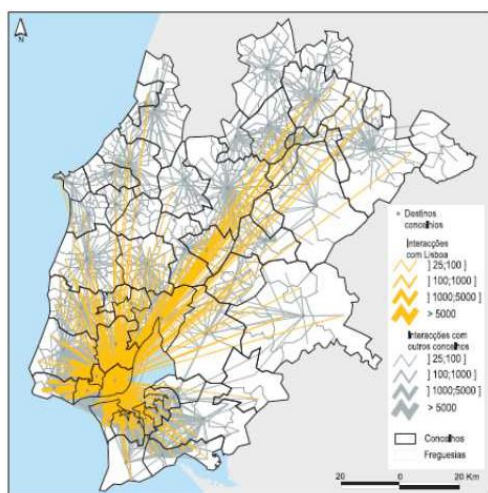 N
Destinos
concelhios
Interacções
com Lisboa
] 25;100 ]
] 100;1000 ]
] 1000;5000 ]
> 5000
Interacções com
outros concelhos
] 25;100 ]
] 100;1000 ]
] 1000;5000 ]
> 5000
Concelhos
Freguesias
20 0 20 Km